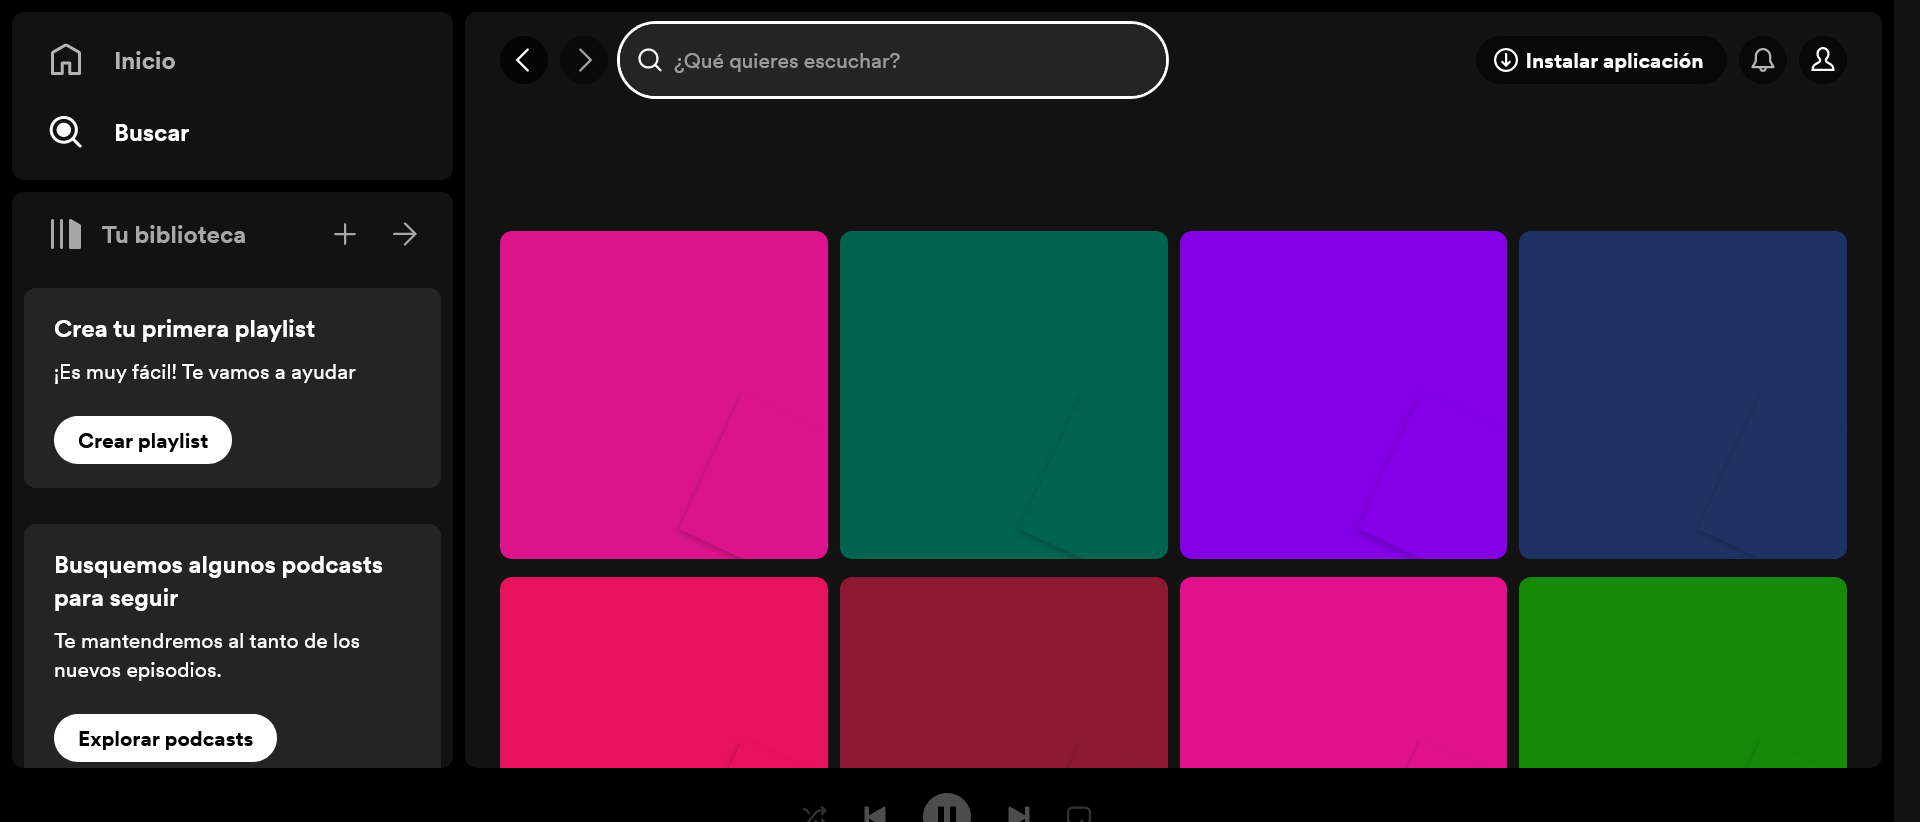 Inicio
Buscar
Tu biblioteca
Crea tu primera playlist
¡Es muy fácil! Te vamos a ayudar
Crear playlist
Busquemos algunos podcasts
para seguir
Te mantendremos al tanto de los
nuevos episodios.
Explorar podcasts
¿Qué quieres escuchar?
Instalar aplicación